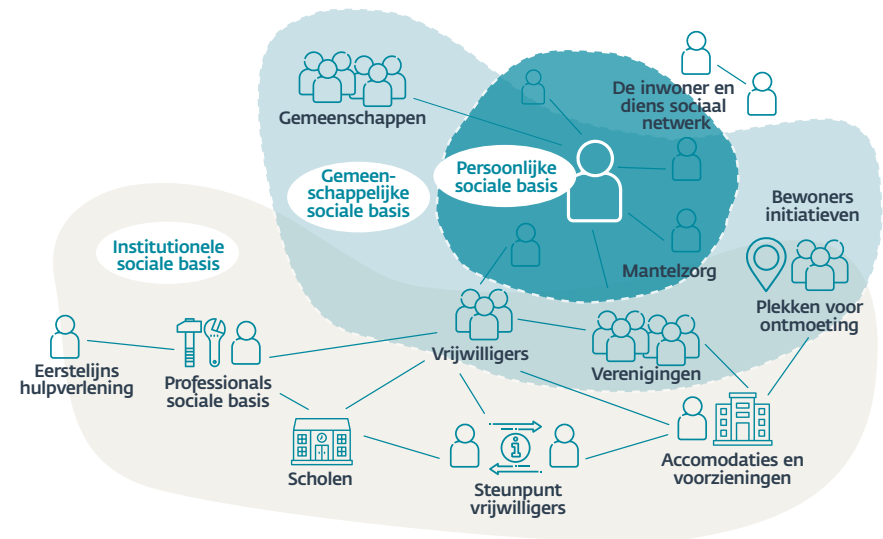 De inwoner en
diens sociaal
netwerk
Gemeenschappen
Persoonlijke
sociale basis
Gemeen-
schappelijke
sociale basis
Bewoners
initiatieven
Institutionele
sociale basis
Mantelzorg
Plekken voor
ontmoeting
Vrijwilligers
Verenigingen
Eerstelijns
hulpverlening
Professionals
sociale basis
Scholen
i
Steunpunt
vrijwilligers
Accomodaties en
voorzieningen